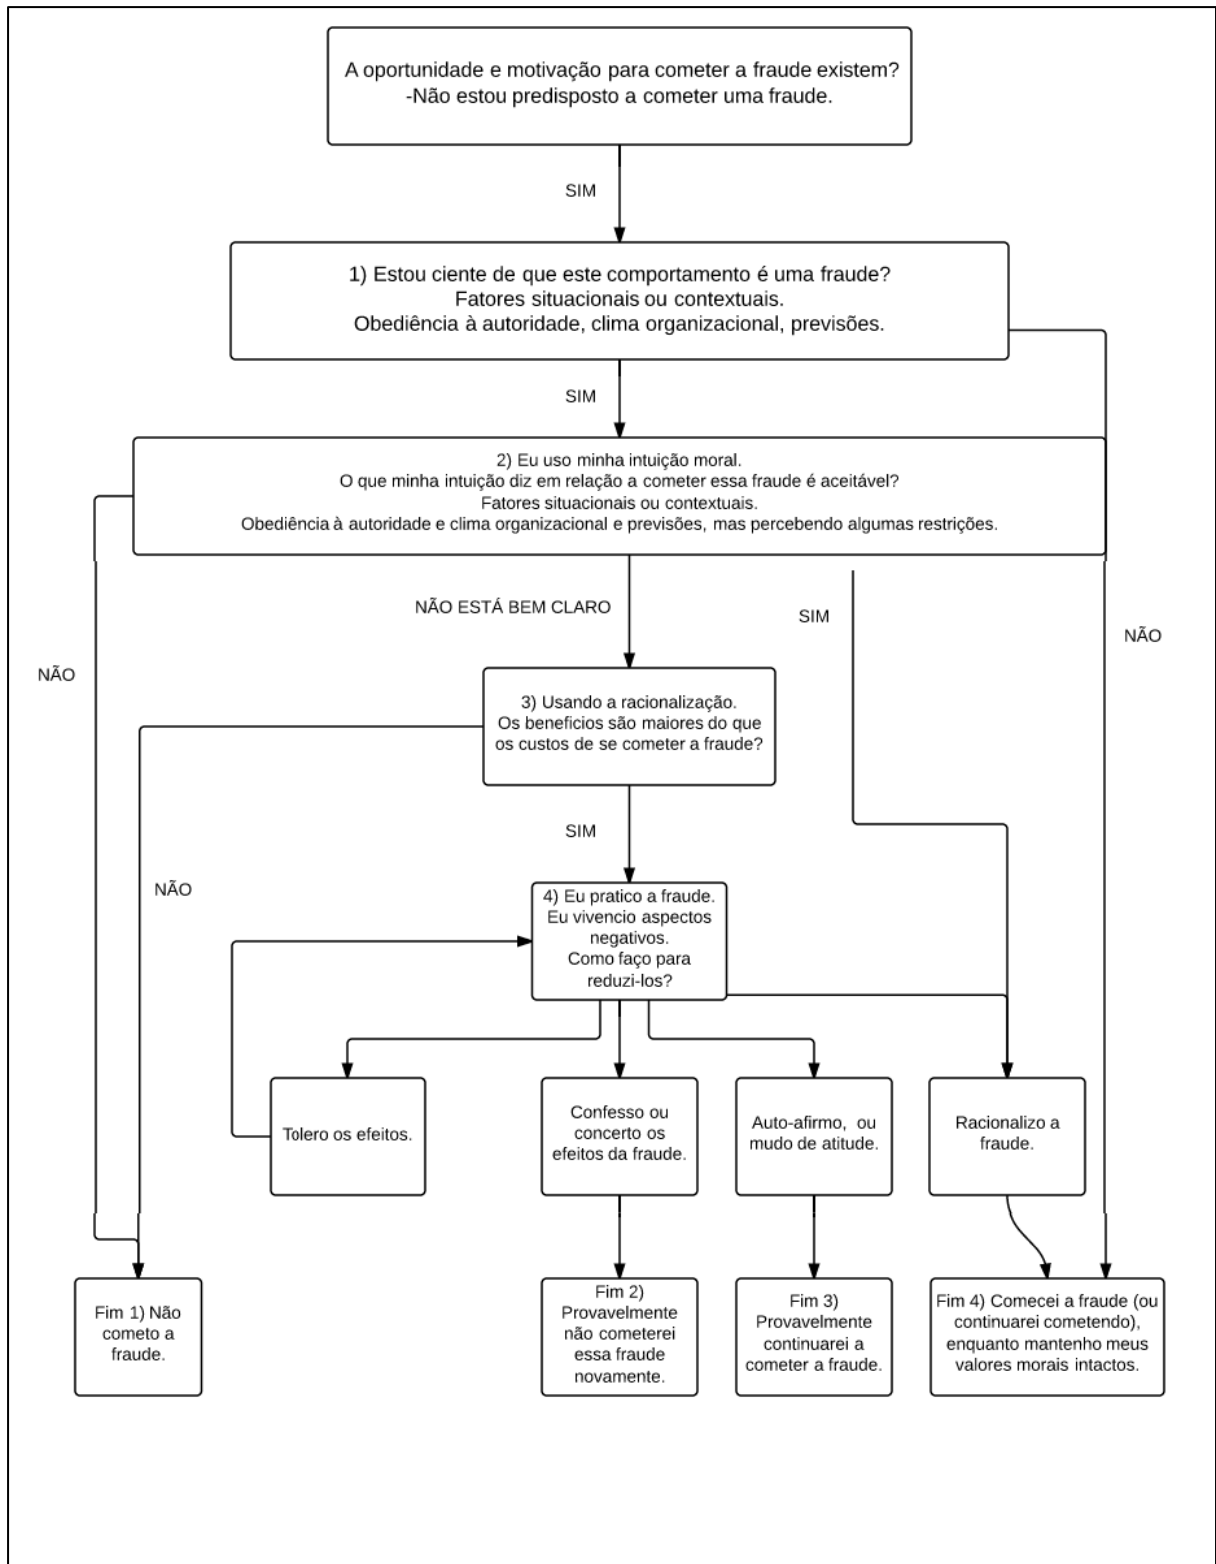 A oportunidade e motivação para cometer a fraude existem?
-Não estou predisposto a cometer uma fraude.
SIM
1) Estou ciente de que este comportamento é uma fraude?
Fatores situacionais ou contextuais.
Obediência à autoridade, clima organizacional, previsões.
SIM
2) Eu uso minha intuição moral.
O que minha intuição diz em relação a cometer essa fraude é aceitável?
Fatores situacionais ou contextuais.
Obediência à autoridade e clima organizacional e previsões, mas percebendo algumas restrições.
NÃO ESTÁ BEM CLARO
SIM
NÃO
NÃO
3) Usando a racionalização.
Os beneficios são maiores do que
os custos de se cometer a fraude?
SIM
NÃO
4) Eu pratico a fraude.
Eu vivencio aspectos
negativos.
Como faço para
reduzi-los?
Tolero os efeitos.
Confesso ou
concerto os
efeitos da fraude.
Auto-afirmo, ou
mudo de atitude.
Racionalizo a
fraude.
Fim 1) Não
cometo a
fraude.
Fim 2)
Provavelmente
não cometerei
essa fraude
novamente.
Fim 3)
Provavelmente
continuarei a
cometer a fraude.
Fim 4) Comecei a fraude (ou
continuarei cometendo),
enquanto mantenho meus
valores morais intactos.